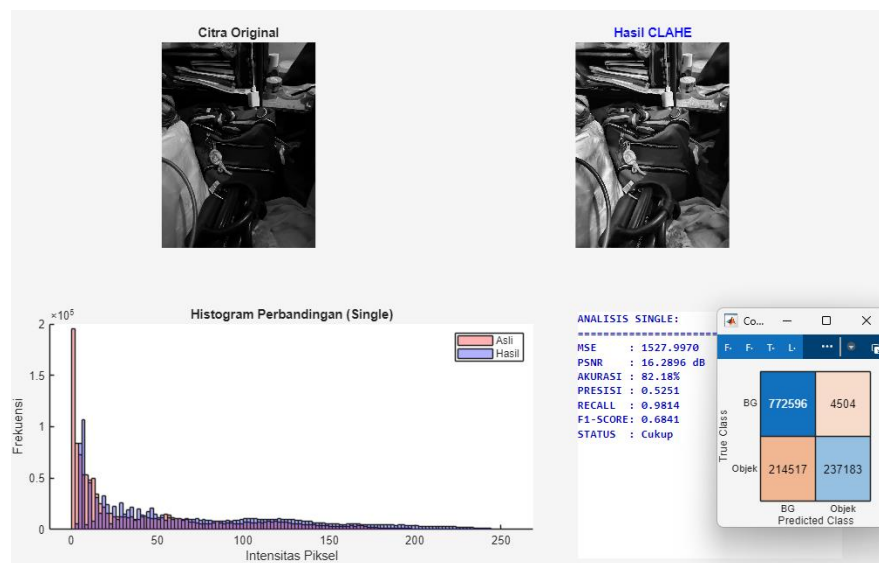 Citra Original
Hasil CLAHE
Histogram Perbandingan (Single)
×10⁵
2
1.5
1
0.5
0
Frekuensi
0 50 100 150 200 250
Intensitas Piksel
Asli
Hasil
ANALISIS SINGLE:
========================
MSE : 1527.9970
PSNR : 16.2896 dB
AKURASI : 82.18%
PRESISI : 0.5251
RECALL : 0.9814
F1-SCORE: 0.6841
STATUS : Cukup
Co...
F- F- T- L- ...
True Class
BG 772596 4504
Objek 214517 237183
BG Objek
Predicted Class